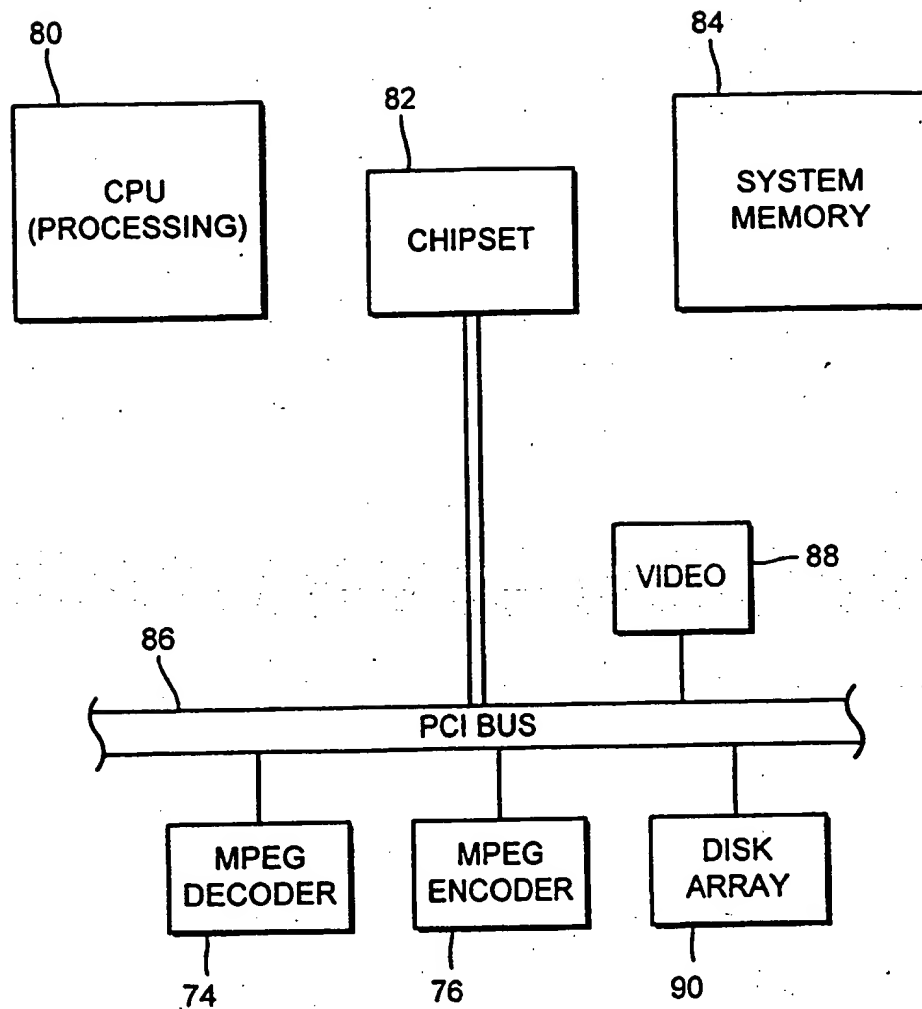 80
82
84
CPU
(PROCESSING)
CHIPSET
SYSTEM
MEMORY
VIDEO
88
86
PCI BUS
MPEG
DECODER
MPEG
ENCODER
DISK
ARRAY
74
76
90